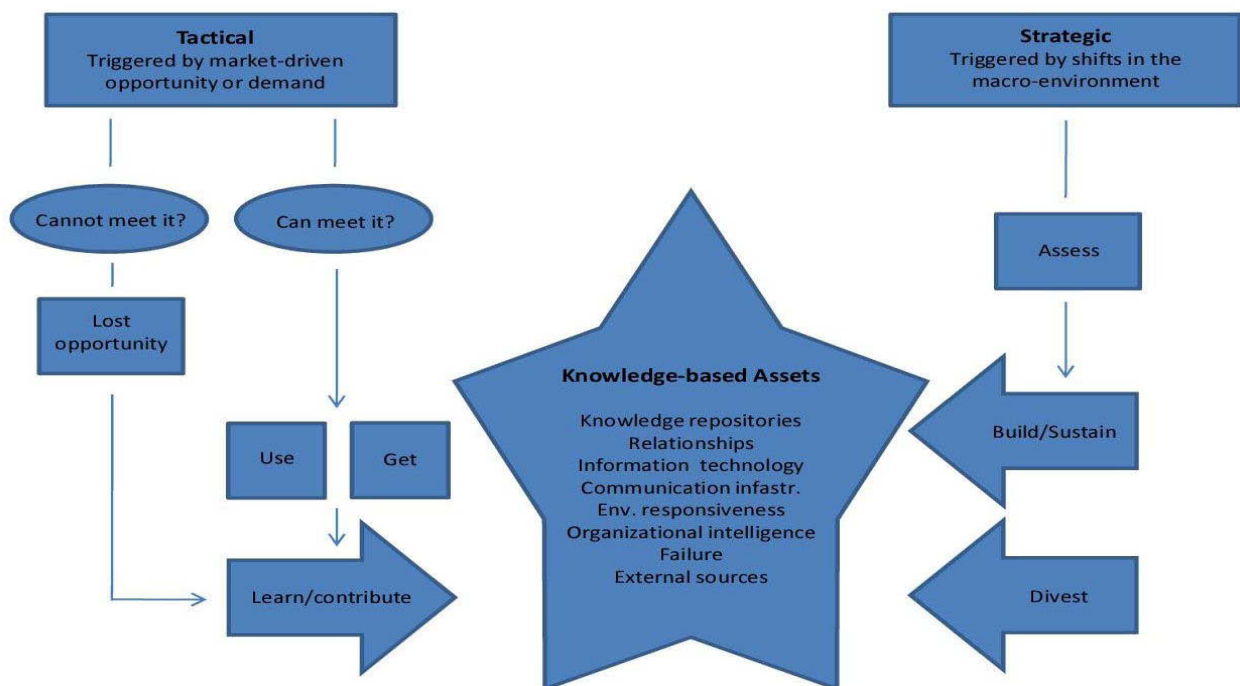 Tactical
Triggered by market-driven
opportunity or demand
Strategic
Triggered by shifts in the
macro-environment
Cannot meet it?
Can meet it?
Assess
Lost
opportunity
Knowledge-based Assets
Knowledge repositories
Relationships
Information technology
Communication infastr.
Env. responsiveness
Organizational intelligence
Failure
External sources
Use
Get
Build/Sustain
Learn/contribute
Divest